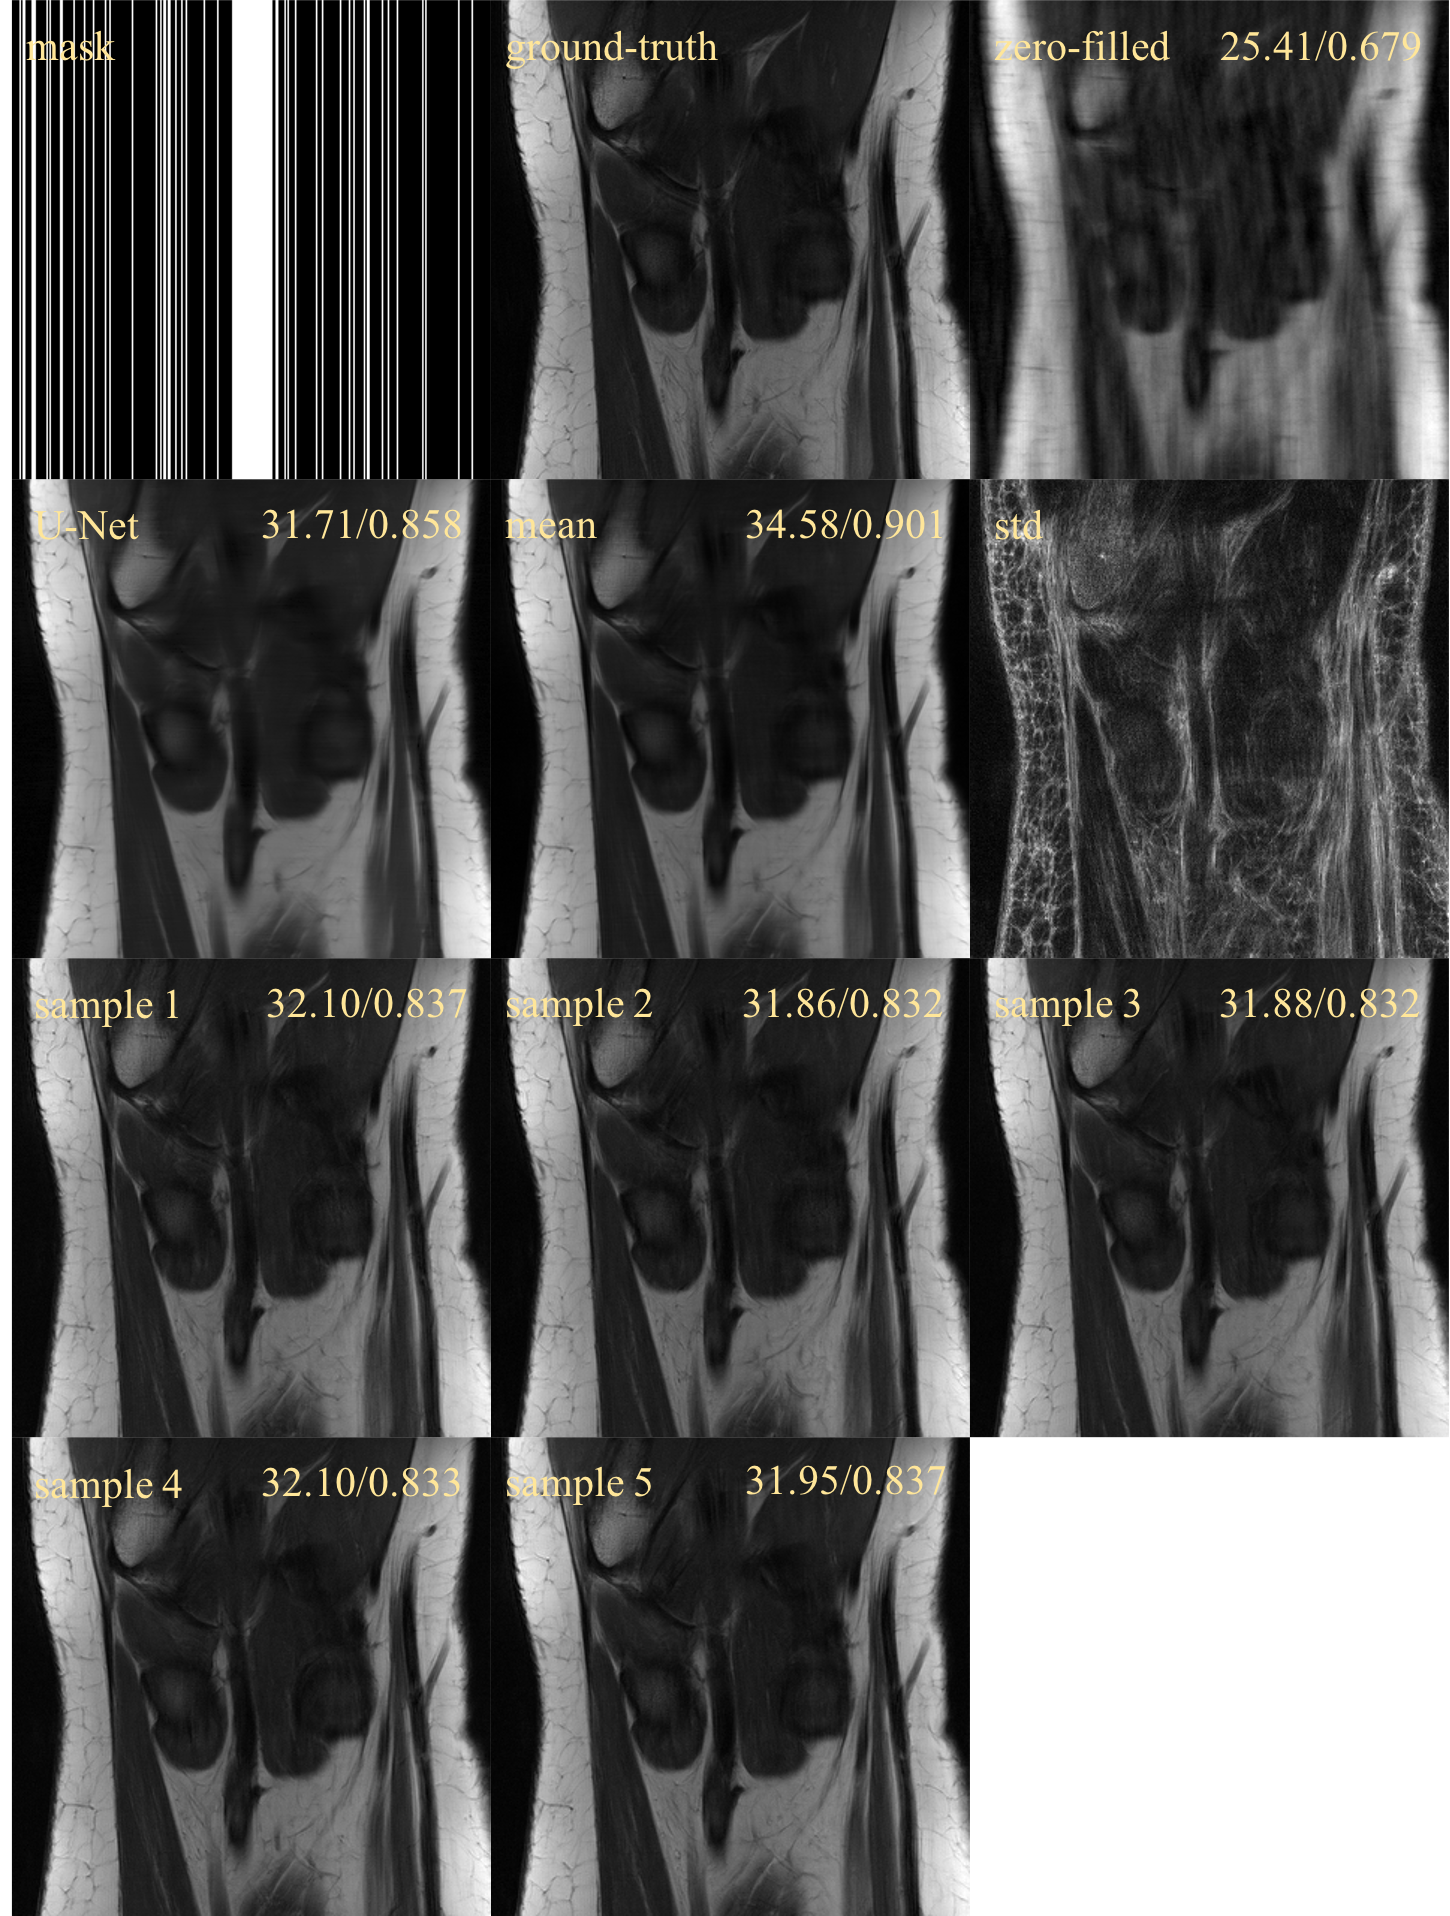 mask
ground-truth
zero-filled 25.41/0.679
U-Net 31.71/0.858
mean 34.58/0.901
std
sample 1 32.10/0.837
sample 2 31.86/0.832
sample 3 31.88/0.832
sample 4 32.10/0.833
sample 5 31.95/0.837